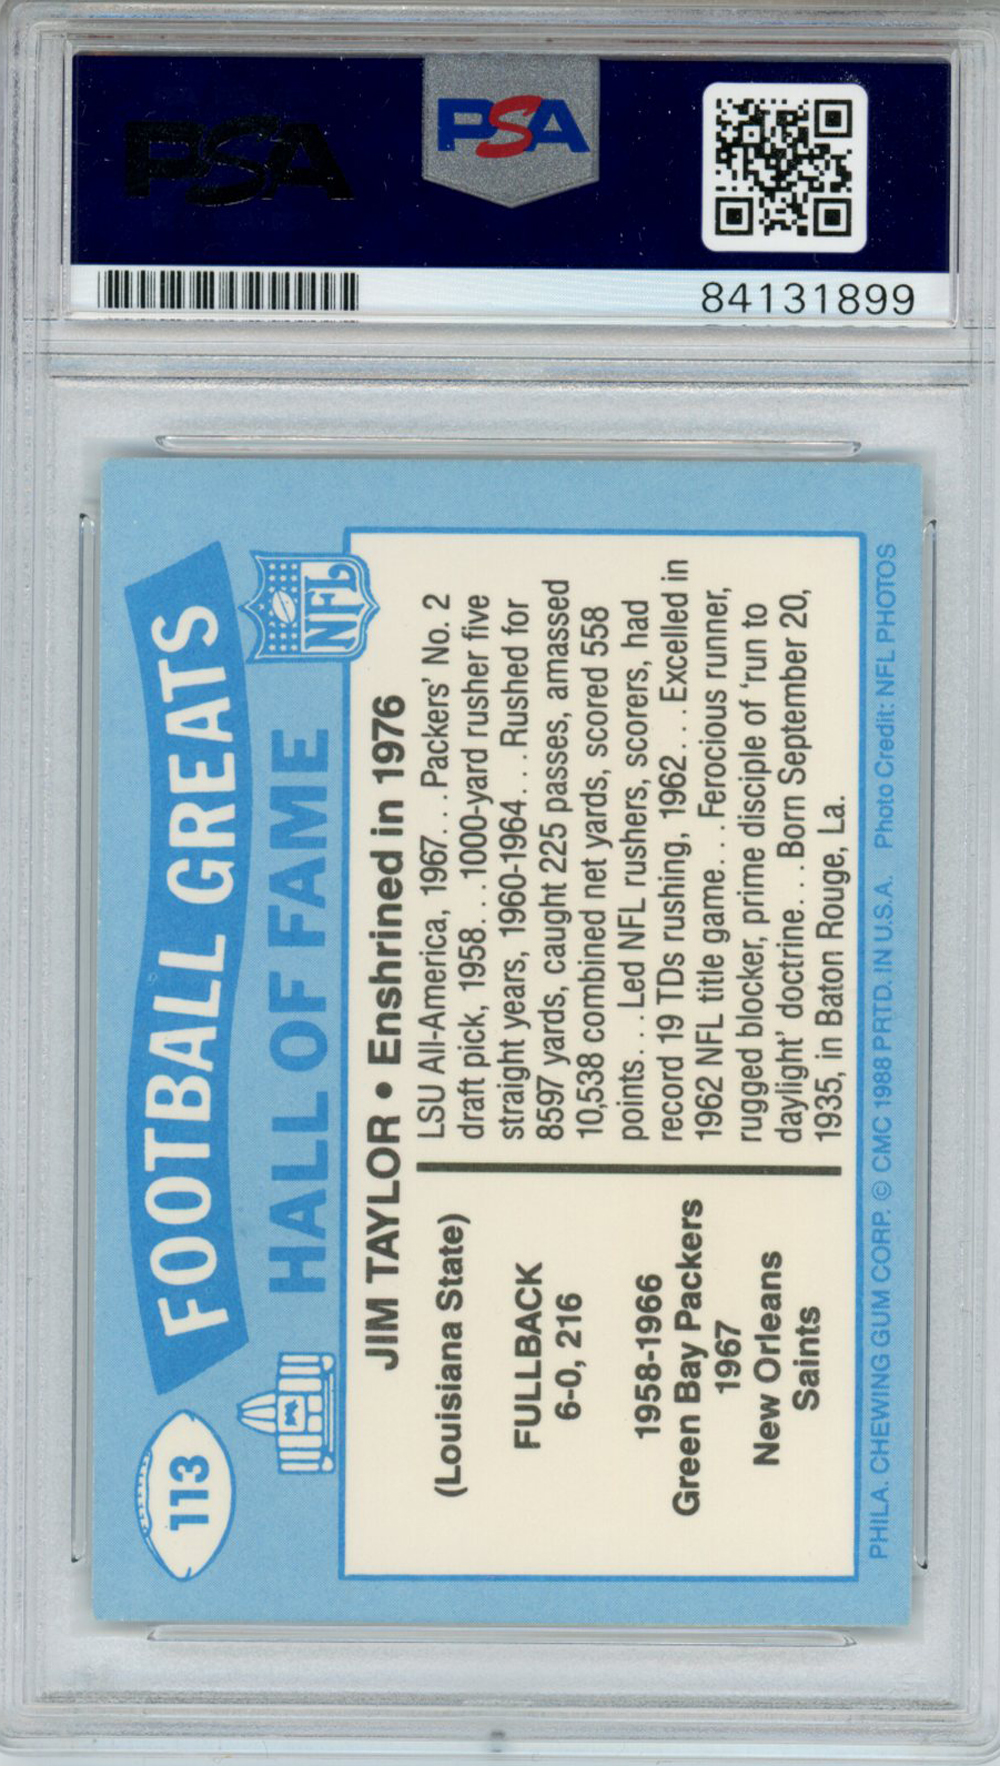 PSA
PSA
84131899
113
FOOTBALL GREATS
HALL OF FAME
NFL
JIM TAYLOR • Enshrined in 1976
(Louisiana State)
FULLBACK
6-0, 216
1958-1966
Green Bay Packers
1967
New Orleans
Saints
LSU All-America, 1967. . .Packers' No. 2
draft pick, 1958. . .1000-yard rusher five
straight years, 1960-1964. . .Rushed for
8597 yards, caught 225 passes, amassed
10,538 combined net yards, scored 558
points. . .Led NFL rushers, scorers, had
record 19 TDs rushing, 1962. . .Excelled in
1962 NFL title game. . .Ferocious runner,
rugged blocker, prime disciple of 'run to
daylight' doctrine. . .Born September 20,
1935, in Baton Rouge, La.
PHILA. CHEWING GUM CORP. © CMC 1988 PRTD. IN U.S.A. Photo Credit: NFL PHOTOS